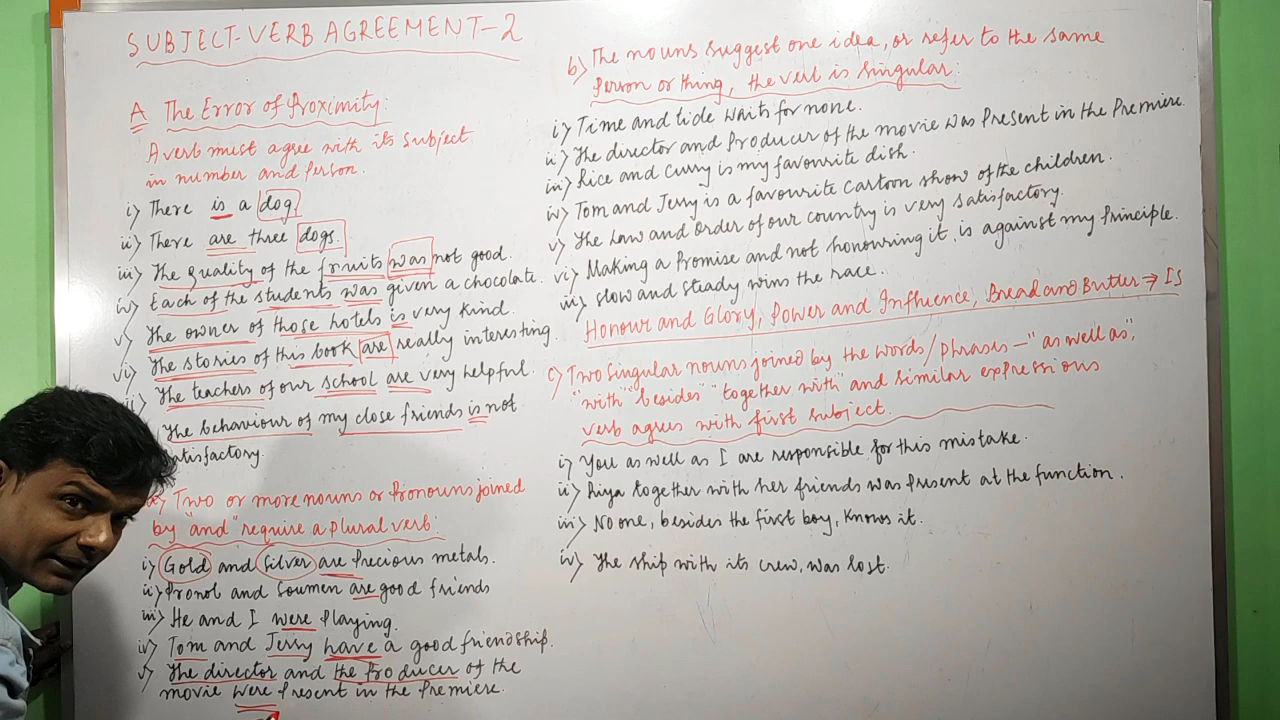 SUBJECT-VERB AGREEMENT-2
A The Error of Proximity:
A verb must agree with its subject
in number and Person.
i) There is a dog.
ii) There are three dogs.
iii) The quality of the fruits was not good.
iv) Each of the students was given a chocolate.
v) The owner of those hotels is very kind.
vi) The stories of this book are really interesting.
The teachers of our school are very helpful.
The behaviour of my close friends is not
satisfactory.
a) Two or more nouns or Pronouns joined
by "and" require a plural verb:
i) Gold and Silver are Precious metals.
ii) Pronob and Soumen are good friends
iii) He and I were Playing.
iv) Tom and Jerry have a good friendship.
v) The director and the Producer of the
movie were Present in the Premiere.
b) The nouns suggest one idea, or refer to the same
Person or thing, the verb is singular:
i) Time and tide waits for none.
ii) The director and Producer of the movie was Present in the Premiere.
iii) Rice and Curry is my favourite dish.
iv) Tom and Jerry is a favourite Cartoon show of the children.
v) The Law and Order of our country is very satisfactory.
vi) Making a Promise and not honouring it, is against my Principle.
iii) Slow and Steady wins the race.
Honour and Glory, Power and Influence, Bread and Butler → IS
c) Two Singular nouns joined by the words/phrases - "as well as",
"with" "besides" "together with" and similar expressions
verb agrees with first subject.
i) You as well as I are responsible for this mistake.
ii) Riya together with her friends was Present at the function.
iii) No one, besides the first boy, Knows it.
iv) The ship with its crew, was lost.